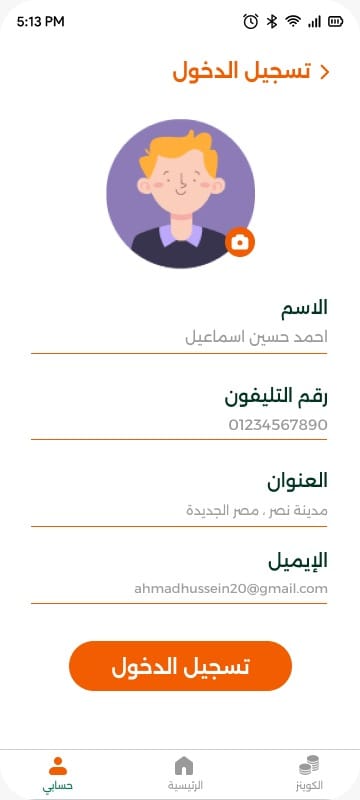 5:13 PM
تسجيل الدخول
الاسم
احمد حسين اسماعيل
رقم التليفون
01234567890
العنوان
مدينة نصر ، مصر الجديدة
الإيميل
ahmadhussein20@gmail.com
تسجيل الدخول
الكوينز
الرئيسية
حسابي